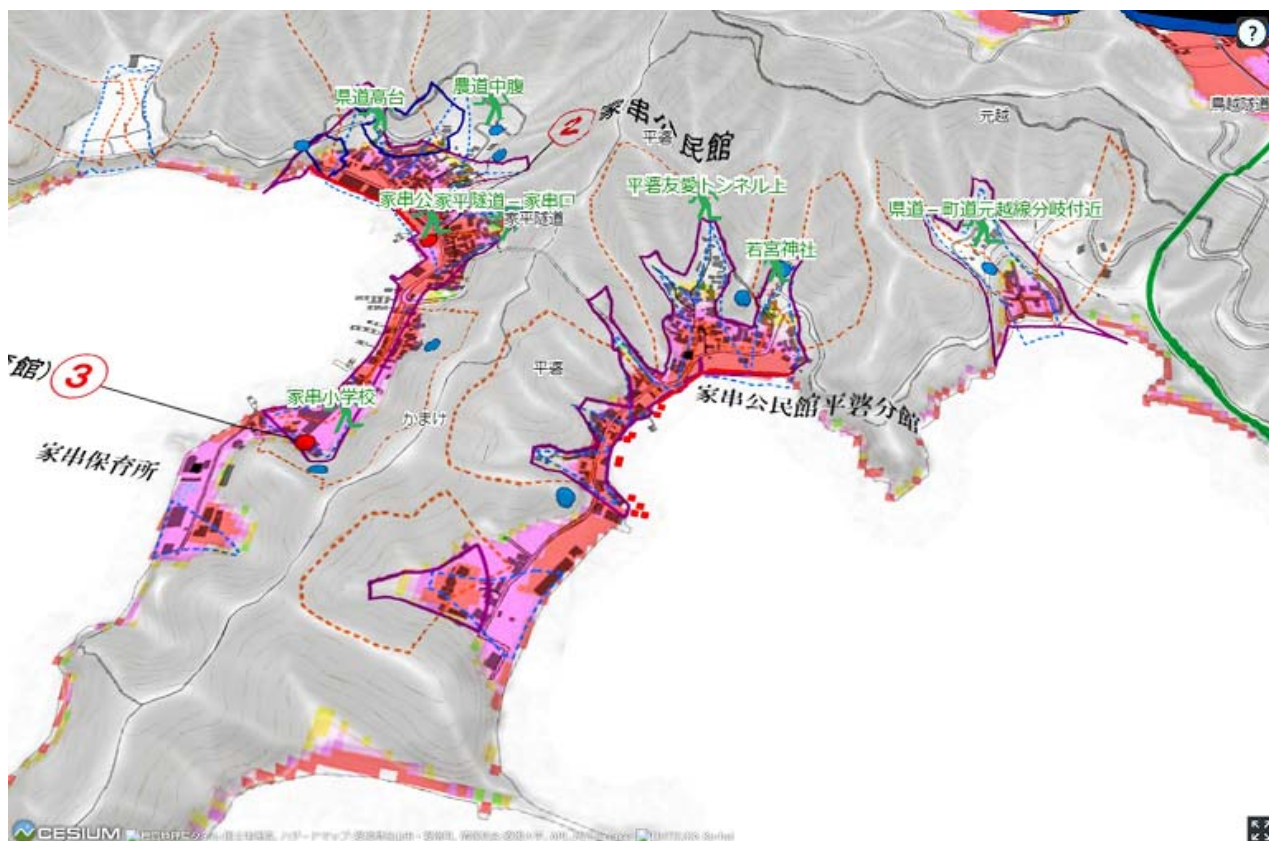 ?
県道高台
農道中腹
2
家串公民館
平碆
元越
鳥越隧道
平碆友愛トンネル上
家串公家平隧道－家串口
家平隧道
県道－町道元越線分岐付近
若宮神社
館)
3
平碆
家串小学校
かまけ
家串公民館平碆分館
家串保育所
CESIUM